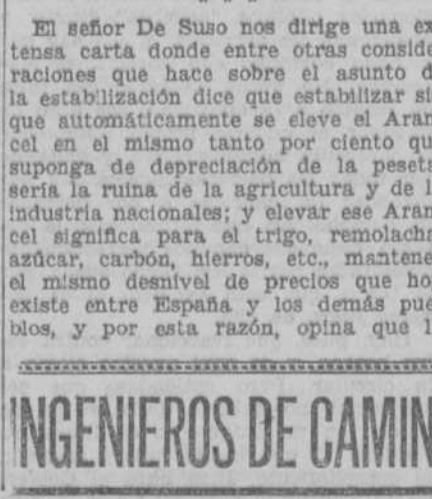 * * *
El señor De Suso nos dirige una ex
tensa carta donde entre otras conside
raciones que hace sobre el asunto d
la estabilización dice que estabilizar si
que automáticamente se eleve el Aran
cel en el mismo tanto por ciento qu
suponga de depreciación de la peseta
sería la ruina de la agricultura y de l
industria nacionales; y elevar ese Aran
cel significa para el trigo, remolacha
azúcar, carbón, hierros, etc., mantene
el mismo desnivel de precios que ho
existe entre España y los demás pue
blos, y por esta razón, opina que l
INGENIEROS DE CAMIN